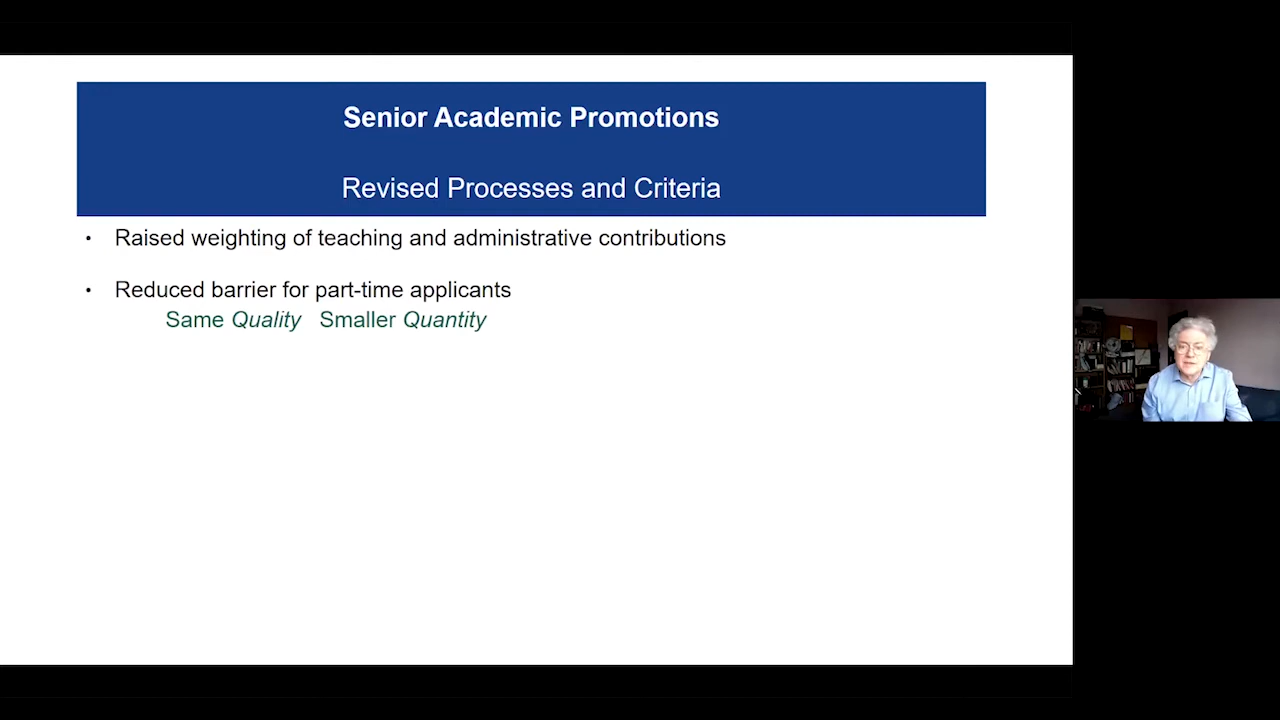 Senior Academic Promotions
Revised Processes and Criteria
• Raised weighting of teaching and administrative contributions
• Reduced barrier for part-time applicants
Same Quality Smaller Quantity